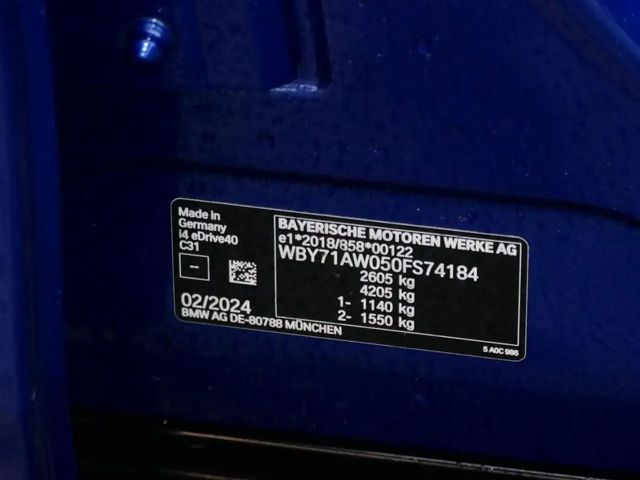 Made in
Germany
i4 eDrive40
C31
--
02/2024
BMW AG DE-80788 MÜNCHEN
BAYERISCHE MOTOREN WERKE AG
e1*2018/858*00122
WBY71AW050FS74184
2605 kg
4205 kg
1- 1140 kg
2- 1550 kg
5 A0C 986